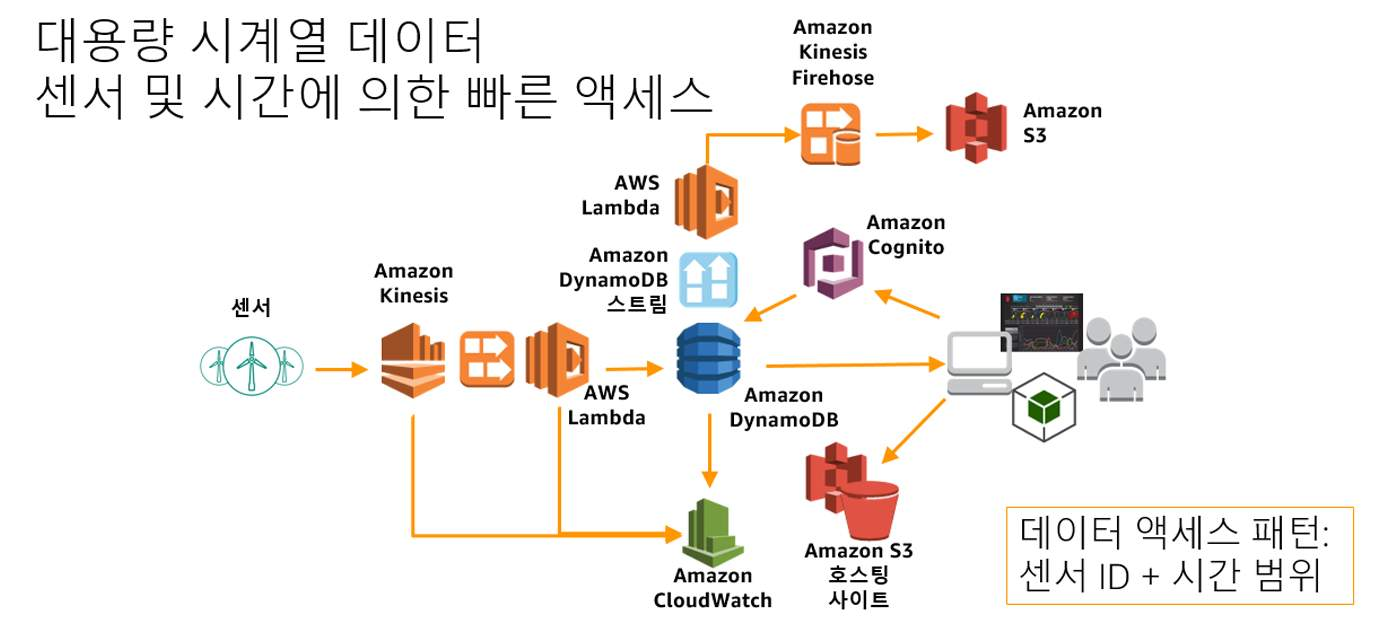 대용량 시계열 데이터
센서 및 시간에 의한 빠른 액세스
Amazon
Kinesis
Firehose
Amazon
S3
AWS
Lambda
Amazon
Cognito
Amazon
DynamoDB
스트림
Amazon
Kinesis
센서
AWS
Lambda
Amazon
DynamoDB
Amazon S3
호스팅
사이트
Amazon
CloudWatch
데이터 액세스 패턴:
센서 ID + 시간 범위